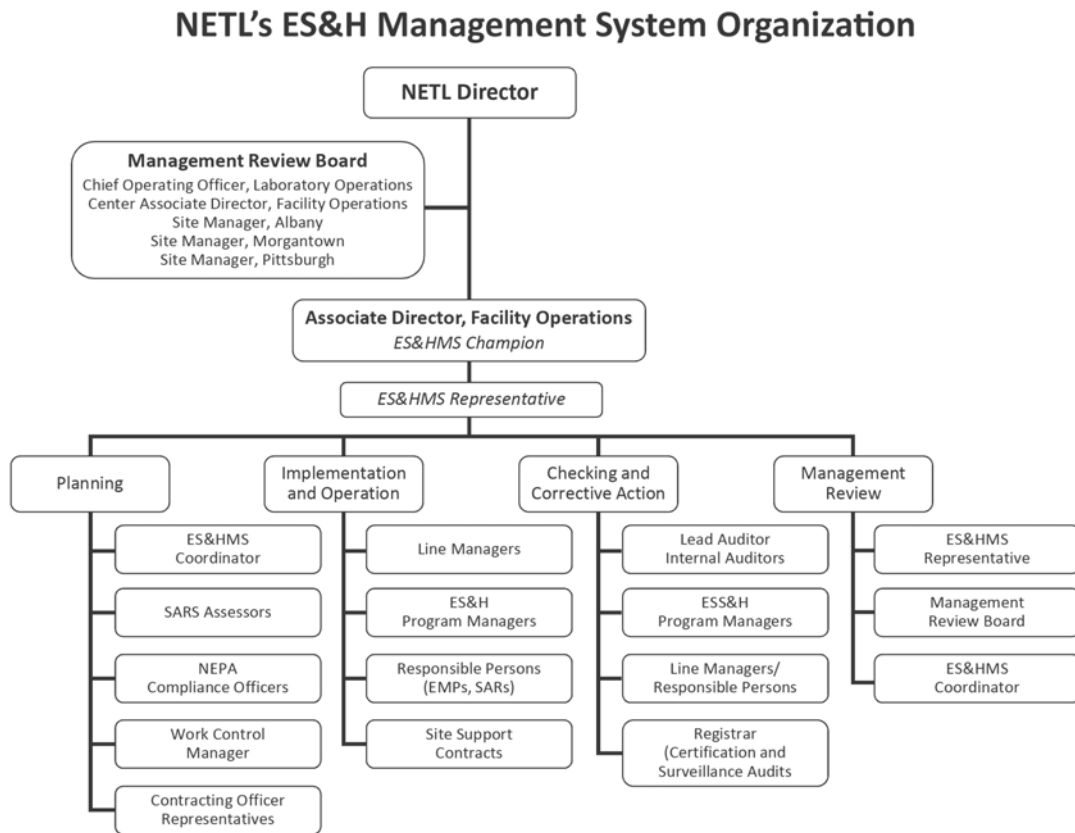 NETL's ES&H Management System Organization
NETL Director
Management Review Board
Chief Operating Officer, Laboratory Operations
Center Associate Director, Facility Operations
Site Manager, Albany
Site Manager, Morgantown
Site Manager, Pittsburgh
Associate Director, Facility Operations
ES&HMS Champion
ES&HMS Representative
Planning
ES&HMS
Coordinator
SARS Assessors
NEPA
Compliance Officers
Work Control
Manager
Contracting Officer
Representatives
Implementation
and Operation
Line Managers
ES&H
Program Managers
Responsible Persons
(EMPs, SARs)
Site Support
Contracts
Checking and
Corrective Action
Lead Auditor
Internal Auditors
ESS&H
Program Managers
Line Managers/
Responsible Persons
Registrar
(Certification and
Surveillance Audits
Management
Review
ES&HMS
Representative
Management
Review Board
ES&HMS
Coordinator